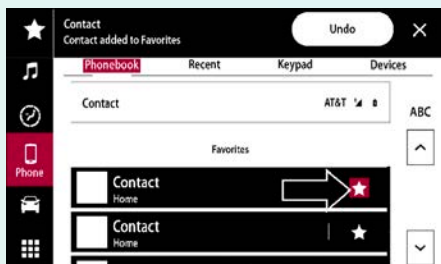 Contact
Contact added to Favorites
Undo
Phonebook Recent Keypad Devices
Contact AT&T
ABC
Favorites
Phone
Contact
Home
Contact
Home